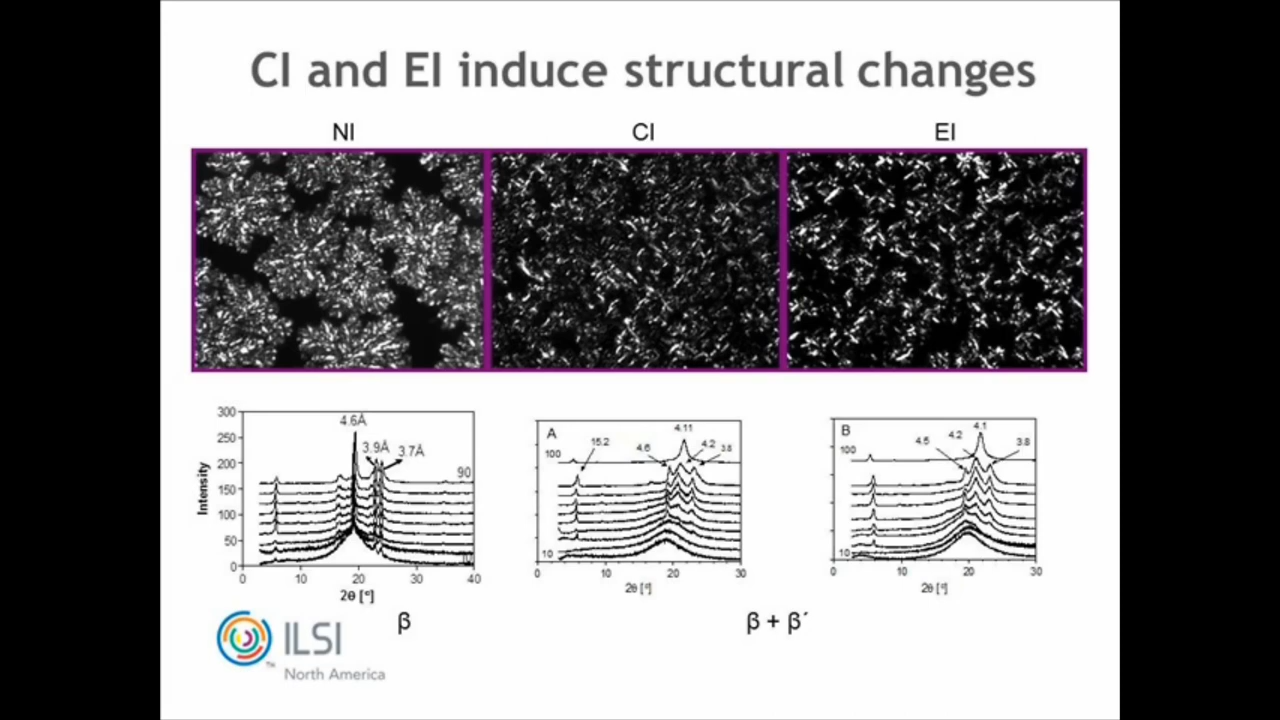 CI and EI induce structural changes
NI
CI
EI
300
250
200
150
100
50
0
Intensity
4.6Å
3.9Å
3.7Å
90
0
10
20
30
40
2θ [°]
β
A
100
15.2
4.6
4.11
4.2
3.8
10
0
10
20
30
2θ [°]
B
100
4.5
4.2
4.1
3.8
10
0
10
20
30
2θ [°]
β + β´
ILSI
TM
North America